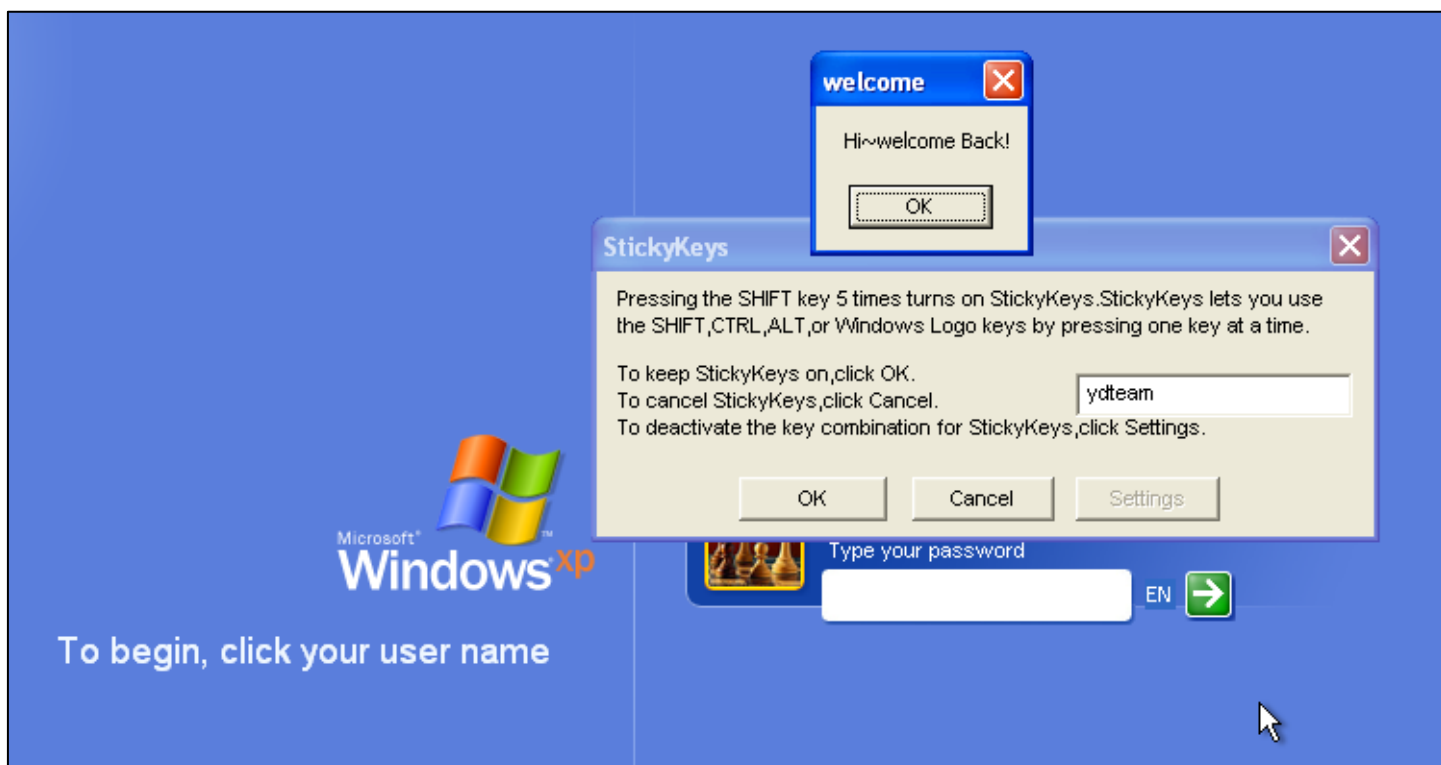 welcome
Hi~welcome Back!
OK
StickyKeys
Pressing the SHIFT key 5 times turns on StickyKeys.StickyKeys lets you use
the SHIFT,CTRL,ALT,or Windows Logo keys by pressing one key at a time.
To keep StickyKeys on,click OK.
To cancel StickyKeys,click Cancel.
ydteam
To deactivate the key combination for StickyKeys,click Settings.
OK Cancel Settings
Microsoft®
Windows xp™
Type your password
EN
To begin, click your user name